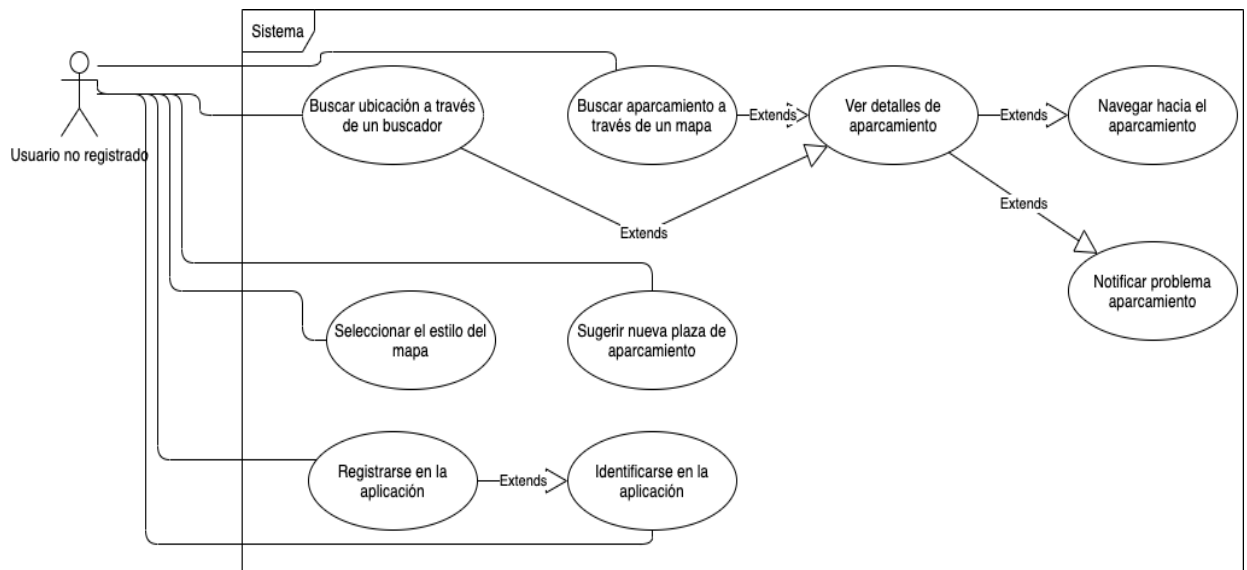 Sistema
Usuario no registrado
Buscar ubicación a través
de un buscador
Buscar aparcamiento a
través de un mapa
Extends
Ver detalles de
aparcamiento
Extends
Navegar hacia el
aparcamiento
Extends
Extends
Notificar problema
aparcamiento
Seleccionar el estilo del
mapa
Sugerir nueva plaza de
aparcamiento
Registrarse en la
aplicación
Extends
Identificarse en la
aplicación